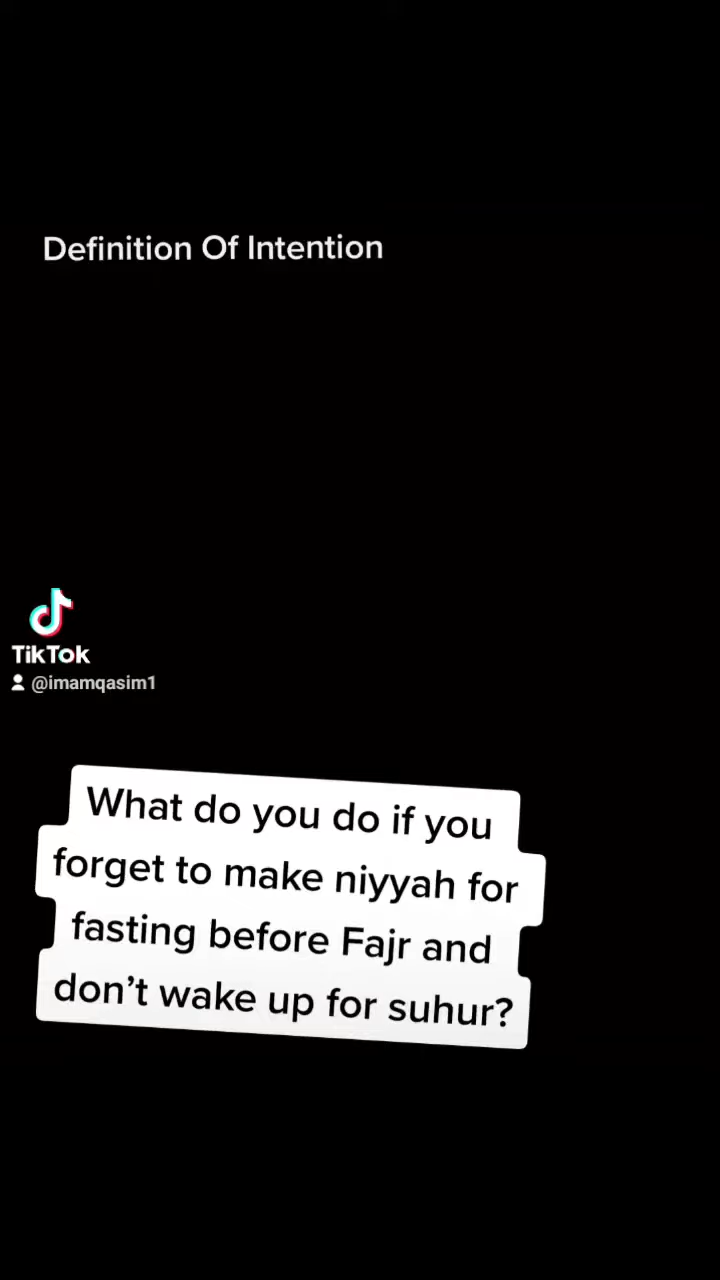 Definition Of Intention
TikTok
@imamqasim1
What do you do if you
forget to make niyyah for
fasting before Fajr and
don't wake up for suhur?